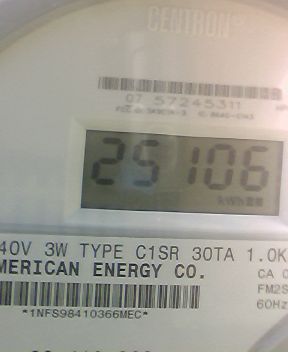 CENTRON
07 57245311
25106
kWh
40V 3W TYPE C1SR 30TA 1.0K
MERICAN ENERGY CO.
CA 0
FM2S
60Hz
*1NFS98410366MEC*